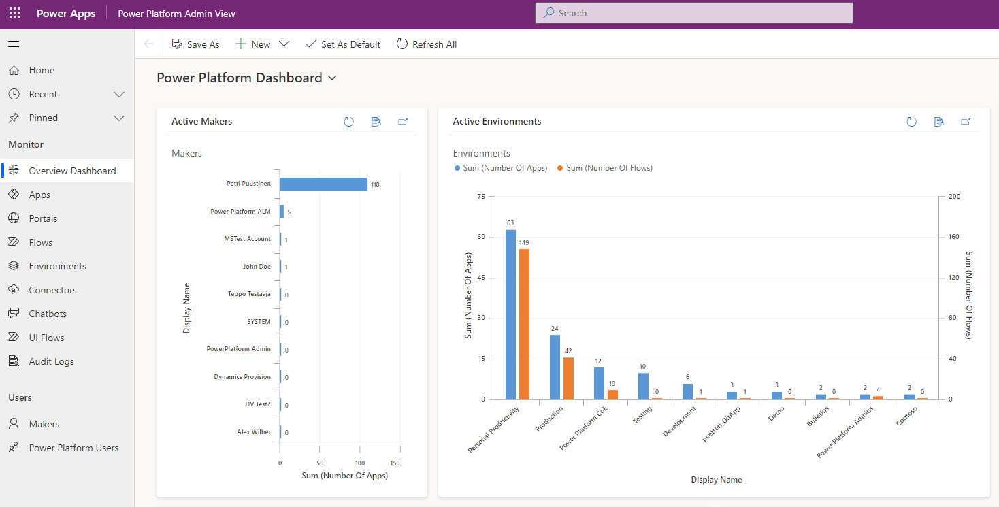 Power Apps
Power Platform Admin View
Search
Save As
New
Set As Default
Refresh All
Home
Recent
Pinned
Monitor
Overview Dashboard
Apps
Portals
Flows
Environments
Connectors
Chatbots
UI Flows
Audit Logs
Users
Makers
Power Platform Users
Power Platform Dashboard
Active Makers
Makers
Display Name
Petri Puustinen 110
Power Platform ALM 5
MSTest Account 1
John Doe 1
Teppo Testaaja 0
SYSTEM 0
PowerPlatform Admin 0
Dynamics Provision 0
DV Test2 0
Alex Wilber 0
0 50 100 150
Sum (Number Of Apps)
Active Environments
Environments
Sum (Number Of Apps) Sum (Number Of Flows)
Sum (Number Of Apps)
75
60
45
30
15
0
63 149
24 42
12 10
10 0
6 1
3 1
3 0
2 0
2 4
2 0
200
160
120
80
40
0
Sum (Number Of Flows)
Personal Productivity
Production
Power Platform CoE
Testing
Development
peetteri_GitApp
Demo
Bulletins
Power Platform Admins
Contoso
Display Name